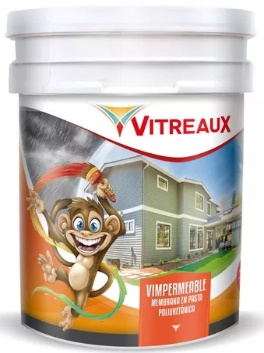 VITREAUX
VIMPERMEABLE
MEMBRANA EN PASTA
POLIURETÁNICA